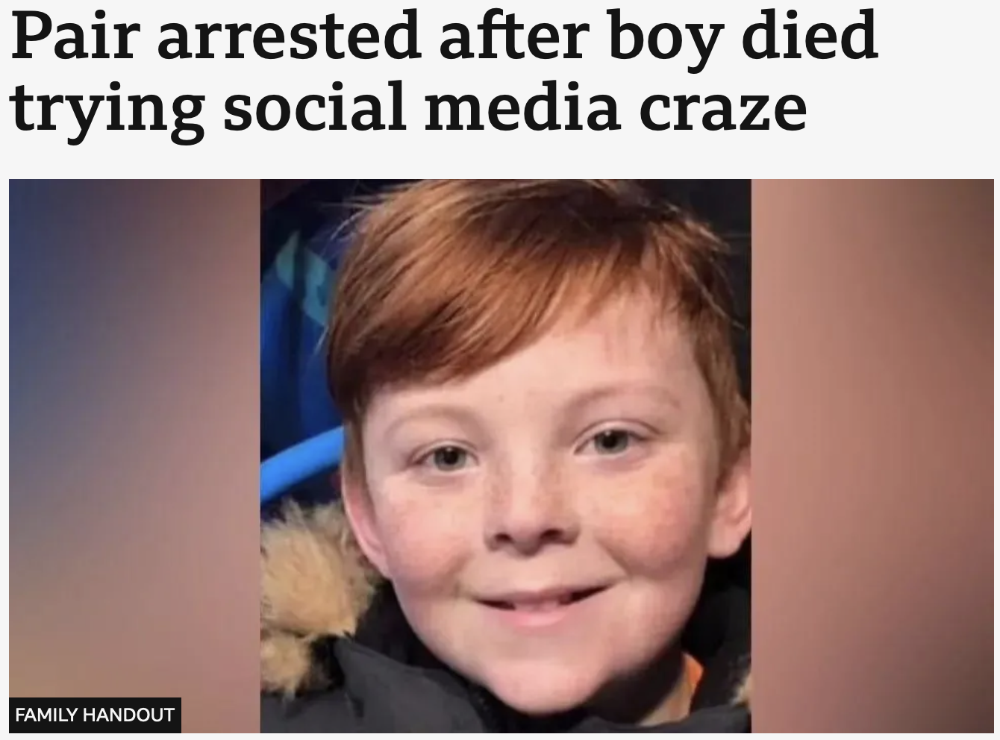 Pair arrested after boy died
trying social media craze
FAMILY HANDOUT